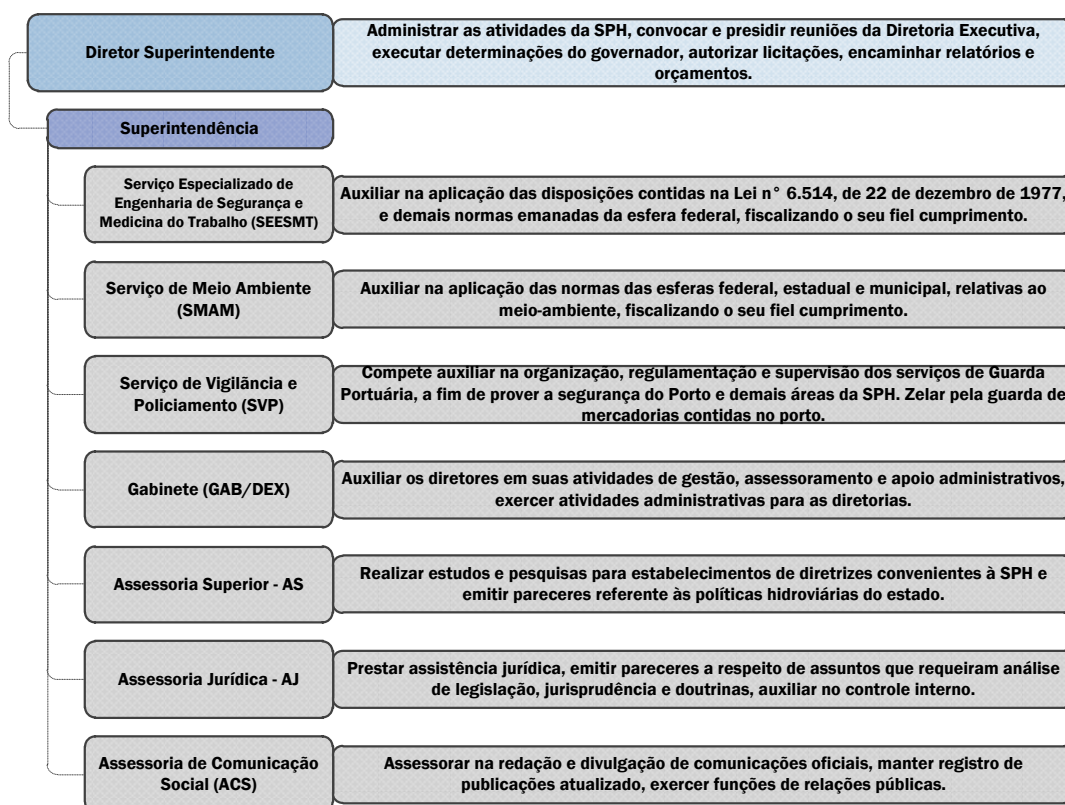 Diretor Superintendente
Administrar as atividades da SPH, convocar e presidir reuniões da Diretoria Executiva,
executar determinações do governador, autorizar licitações, encaminhar relatórios e
orçamentos.
Superintendência
Serviço Especializado de
Engenharia de Segurança e
Medicina do Trabalho (SEESMT)
Auxiliar na aplicação das disposições contidas na Lei n° 6.514, de 22 de dezembro de 1977,
e demais normas emanadas da esfera federal, fiscalizando o seu fiel cumprimento.
Serviço de Meio Ambiente
(SMAM)
Auxiliar na aplicação das normas das esferas federal, estadual e municipal, relativas ao
meio-ambiente, fiscalizando o seu fiel cumprimento.
Serviço de Vigilância e
Policiamento (SVP)
Compete auxiliar na organização, regulamentação e supervisão dos serviços de Guarda
Portuária, a fim de prover a segurança do Porto e demais áreas da SPH. Zelar pela guarda de
mercadorias contidas no porto.
Gabinete (GAB/DEX)
Auxiliar os diretores em suas atividades de gestão, assessoramento e apoio administrativos,
exercer atividades administrativas para as diretorias.
Assessoria Superior - AS
Realizar estudos e pesquisas para estabelecimentos de diretrizes convenientes à SPH e
emitir pareceres referente às políticas hidroviárias do estado.
Assessoria Jurídica - AJ
Prestar assistência jurídica, emitir pareceres a respeito de assuntos que requeiram análise
de legislação, jurisprudência e doutrinas, auxiliar no controle interno.
Assessoria de Comunicação
Social (ACS)
Assessorar na redação e divulgação de comunicações oficiais, manter registro de
publicações atualizado, exercer funções de relações públicas.